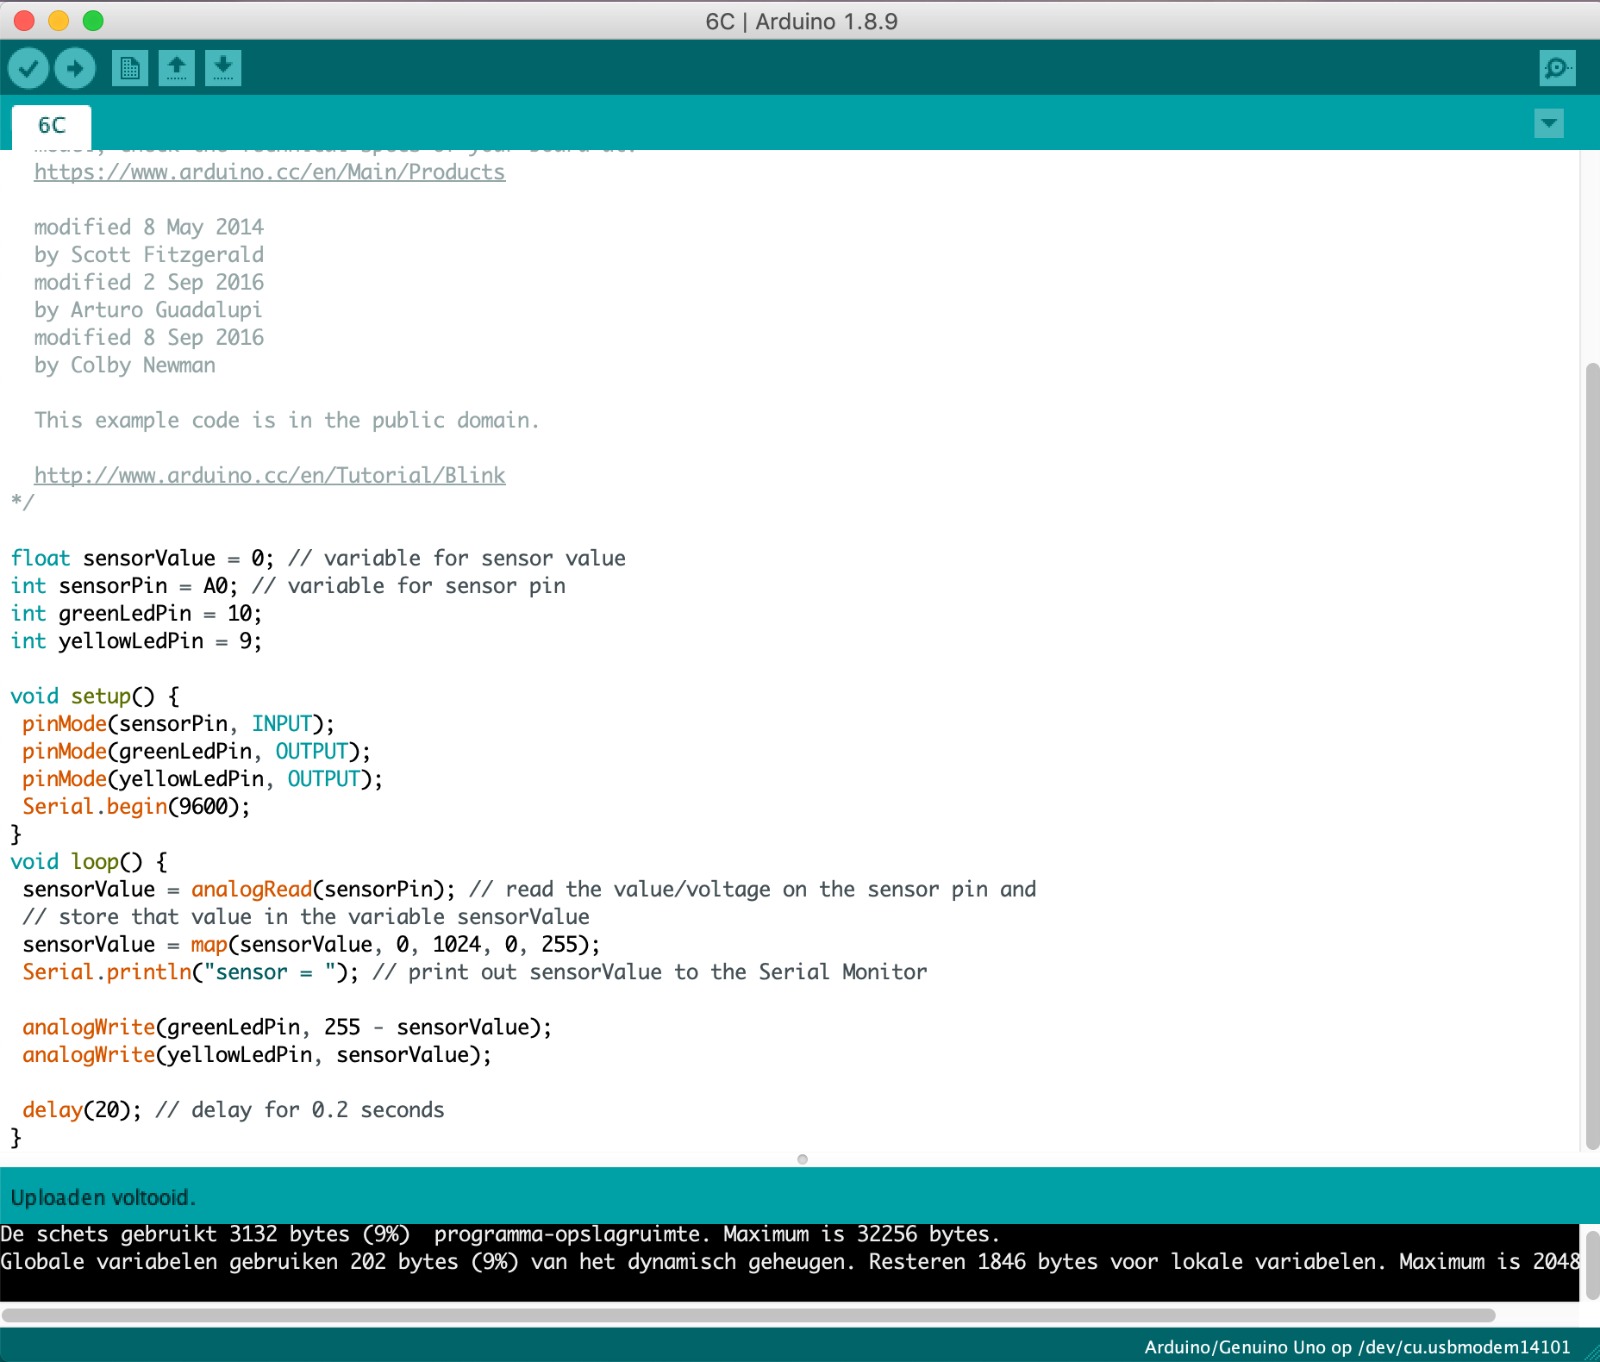 6C | Arduino 1.8.9
6C
https://www.arduino.cc/en/Main/Products
modified 8 May 2014
by Scott Fitzgerald
modified 2 Sep 2016
by Arturo Guadalupi
modified 8 Sep 2016
by Colby Newman
This example code is in the public domain.
http://www.arduino.cc/en/Tutorial/Blink
*/
float sensorValue = 0; // variable for sensor value
int sensorPin = A0; // variable for sensor pin
int greenLedPin = 10;
int yellowLedPin = 9;
void setup() {
pinMode(sensorPin, INPUT);
pinMode(greenLedPin, OUTPUT);
pinMode(yellowLedPin, OUTPUT);
Serial.begin(9600);
}
void loop() {
sensorValue = analogRead(sensorPin); // read the value/voltage on the sensor pin and
// store that value in the variable sensorValue
sensorValue = map(sensorValue, 0, 1024, 0, 255);
Serial.println("sensor = "); // print out sensorValue to the Serial Monitor
analogWrite(greenLedPin, 255 - sensorValue);
analogWrite(yellowLedPin, sensorValue);
delay(20); // delay for 0.2 seconds
}
Uploaden voltooid.
De schets gebruikt 3132 bytes (9%)  programma-opslagruimte. Maximum is 32256 bytes.
Globale variabelen gebruiken 202 bytes (9%) van het dynamisch geheugen. Resteren 1846 bytes voor lokale variabelen. Maximum is 2048
Arduino/Genuino Uno op /dev/cu.usbmodem14101